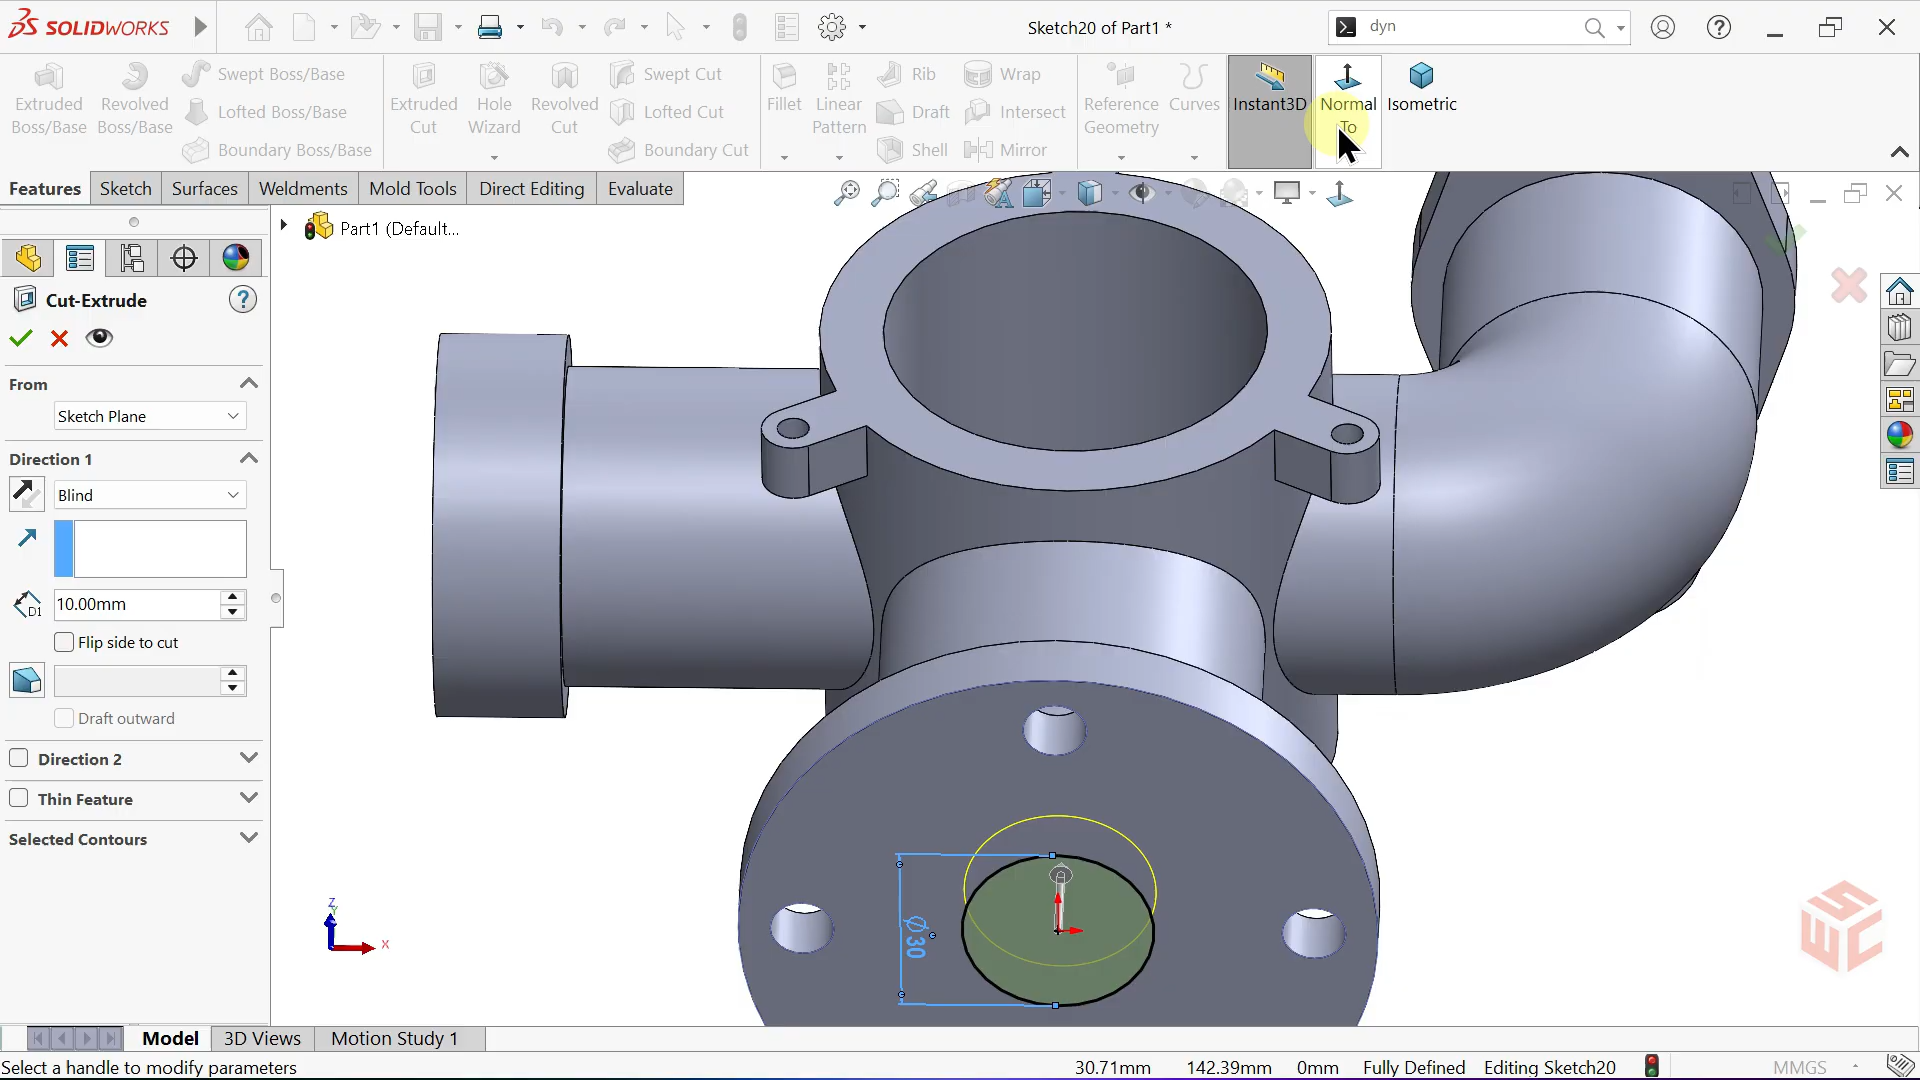 SOLIDWORKS
Sketch20 of Part1 *
dyn
Extruded Boss/Base
Revolved Boss/Base
Swept Boss/Base
Lofted Boss/Base
Boundary Boss/Base
Extruded Cut
Hole Wizard
Revolved Cut
Swept Cut
Lofted Cut
Boundary Cut
Fillet
Linear Pattern
Rib
Draft
Shell
Wrap
Intersect
Mirror
Reference Geometry
Curves
Instant3D
Normal To
Isometric
Features
Sketch
Surfaces
Weldments
Mold Tools
Direct Editing
Evaluate
Part1 (Default...
Cut-Extrude
From
Sketch Plane
Direction 1
Blind
D1
10.00mm
Flip side to cut
Draft outward
Direction 2
Thin Feature
Selected Contours
Ø30
Z
Y
X
SWC
Model
3D Views
Motion Study 1
Select a handle to modify parameters
30.71mm
142.39mm
0mm
Fully Defined
Editing Sketch20
MMGS